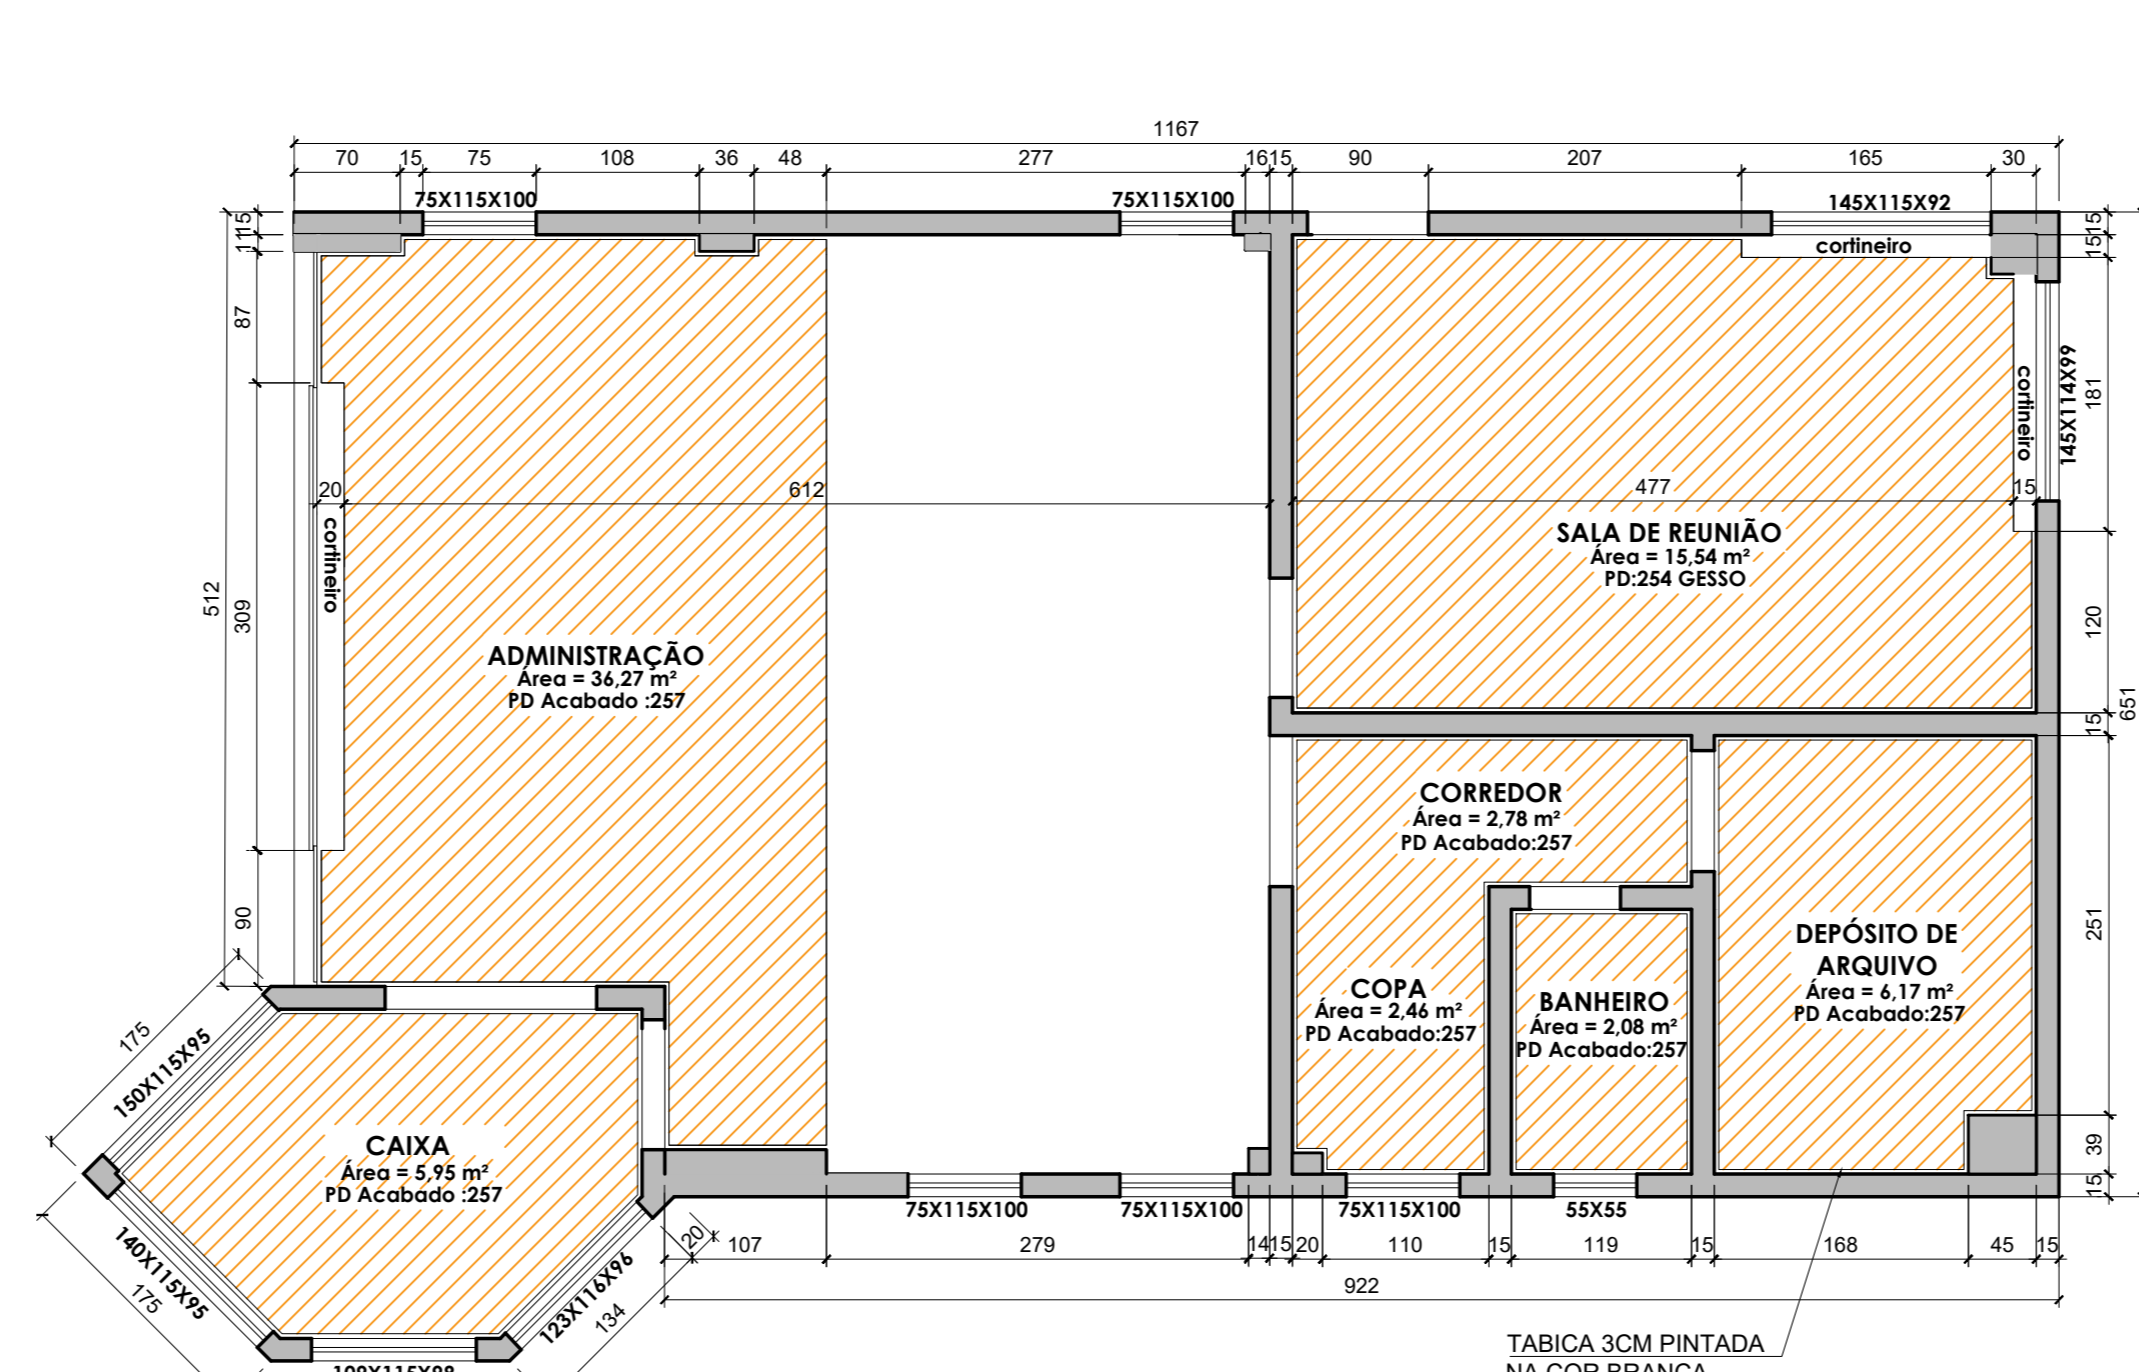 1167
70 15 75 108 36 48 277 16 15 90 207 165 30
75X115X100
75X115X100
145X115X92
15
11
87
309
90
512
cortineiro
15
15
181
120
15
251
39
15
651
145X114X99
cortineiro
20
612
477
15
cortineiro
SALA DE REUNIÃO
Área = 15,54 m²
PD:254 GESSO
ADMINISTRAÇÃO
Área = 36,27 m²
PD Acabado :257
CORREDOR
Área = 2,78 m²
PD Acabado:257
DEPÓSITO DE
ARQUIVO
Área = 6,17 m²
PD Acabado:257
COPA
Área = 2,46 m²
PD Acabado:257
BANHEIRO
Área = 2,08 m²
PD Acabado:257
175
150X115X95
CAIXA
Área = 5,95 m²
PD Acabado :257
140X115X95
175
123X116X96
134
20
75X115X100
75X115X100
75X115X100
55X55
107 279 14 15 20 110 15 119 15 168 45 15
922
TABICA 3CM PINTADA
NA COR BRANCA